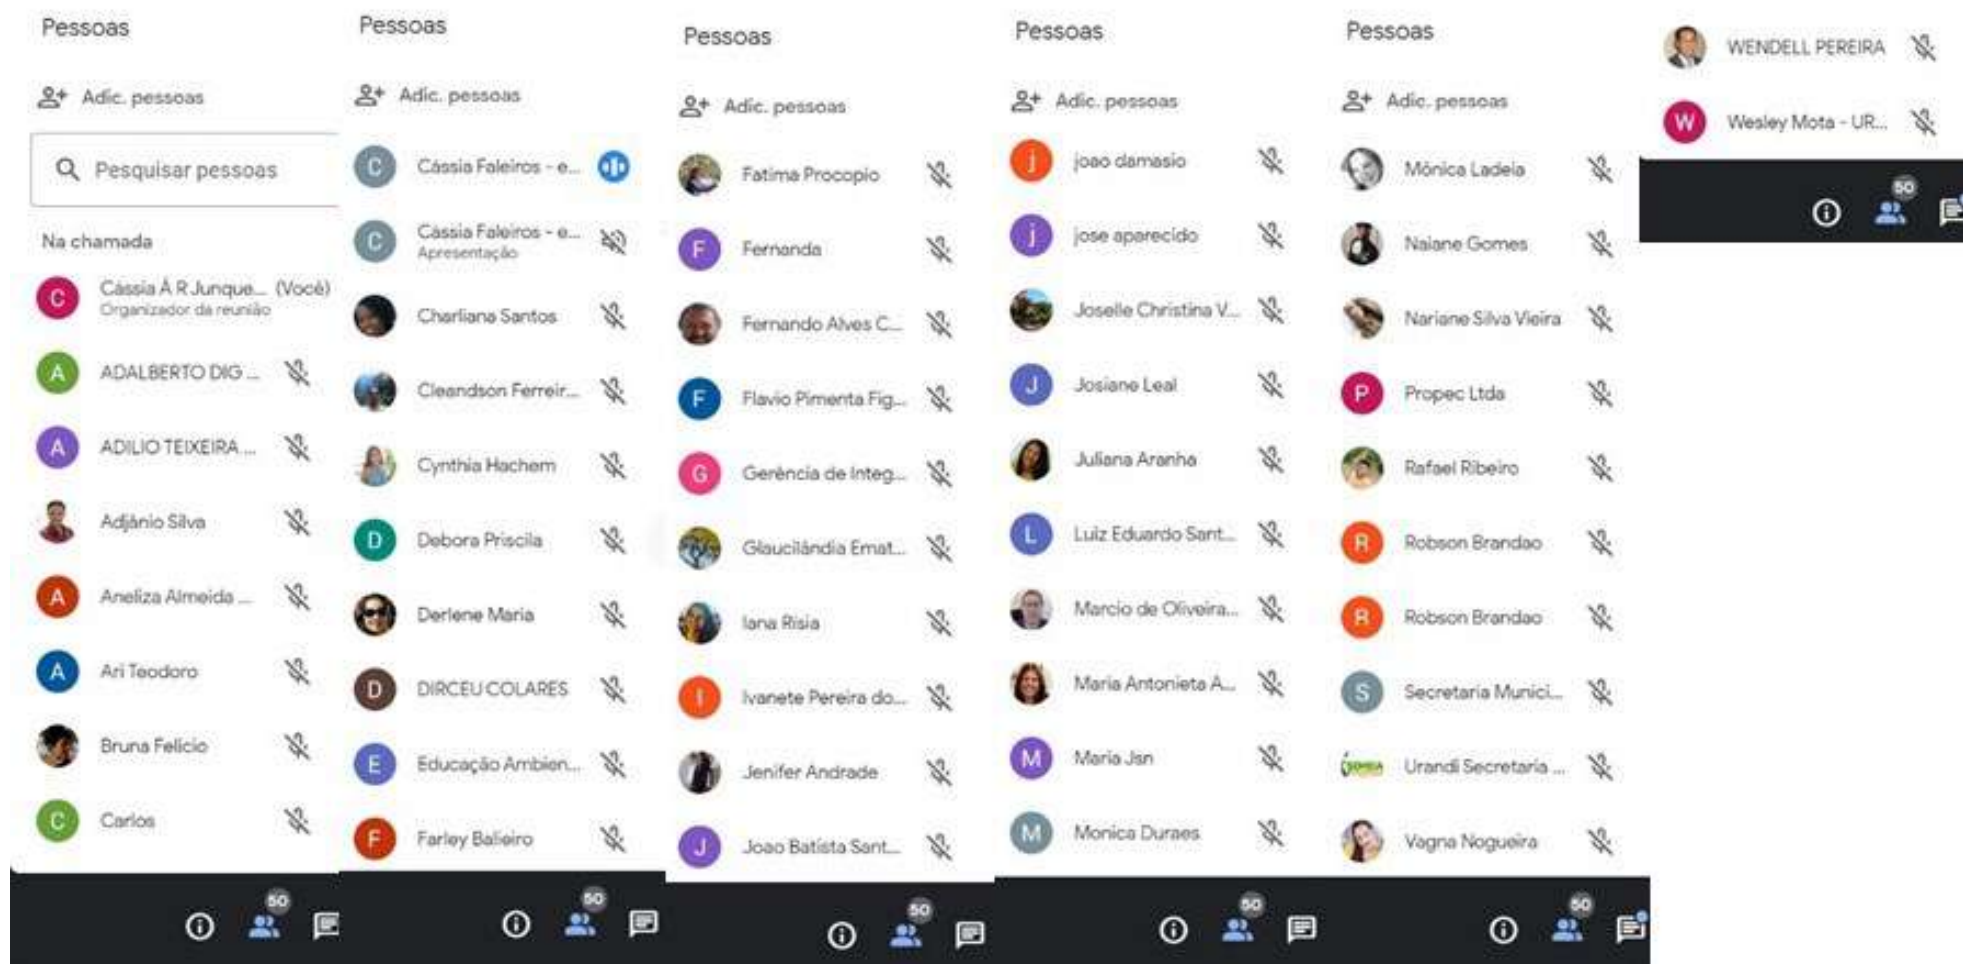 Pessoas
Adic. pessoas
Pesquisar pessoas
Na chamada
C
Cássia Á R Junque... (Você)
Organizador da reunião
A
ADALBERTO DIG ...
A
ADILIO TEIXEIRA ...
Adjânio Silva
A
Aneliza Almeida ...
A
Ari Teodoro
Bruna Felício
C
Carlos
50
Pessoas
Adic. pessoas
C
Cássia Faleiros - e...
C
Cássia Faleiros - e...
Apresentação
Charliana Santos
Cleandson Ferreir...
Cynthia Hachem
D
Debora Priscila
Derlene Maria
D
DIRCEU COLARES
E
Educação Ambien...
F
Farley Balieiro
50
Pessoas
Adic. pessoas
Fatima Procopio
F
Fernanda
Fernando Alves C...
F
Flavio Pimenta Fig...
G
Gerência de Integ...
Glaucilândia Emat...
Iana Risia
I
Ivanete Pereira do...
Jenifer Andrade
J
Joao Batista Sant...
50
Pessoas
Adic. pessoas
j
joao damasio
j
jose aparecido
Joselle Christina V...
J
Josiane Leal
Juliana Aranha
L
Luiz Eduardo Sant...
Marcio de Oliveira...
Maria Antonieta A...
M
Maria Jsn
M
Monica Duraes
50
Pessoas
Adic. pessoas
Mônica Ladeia
Naiane Gomes
Nariane Silva Vieira
P
Propec Ltda
Rafael Ribeiro
R
Robson Brandao
R
Robson Brandao
S
Secretaria Munici...
Urandi Secretaria ...
Vagna Nogueira
50
WENDELL PEREIRA
W
Wesley Mota - UR...
50